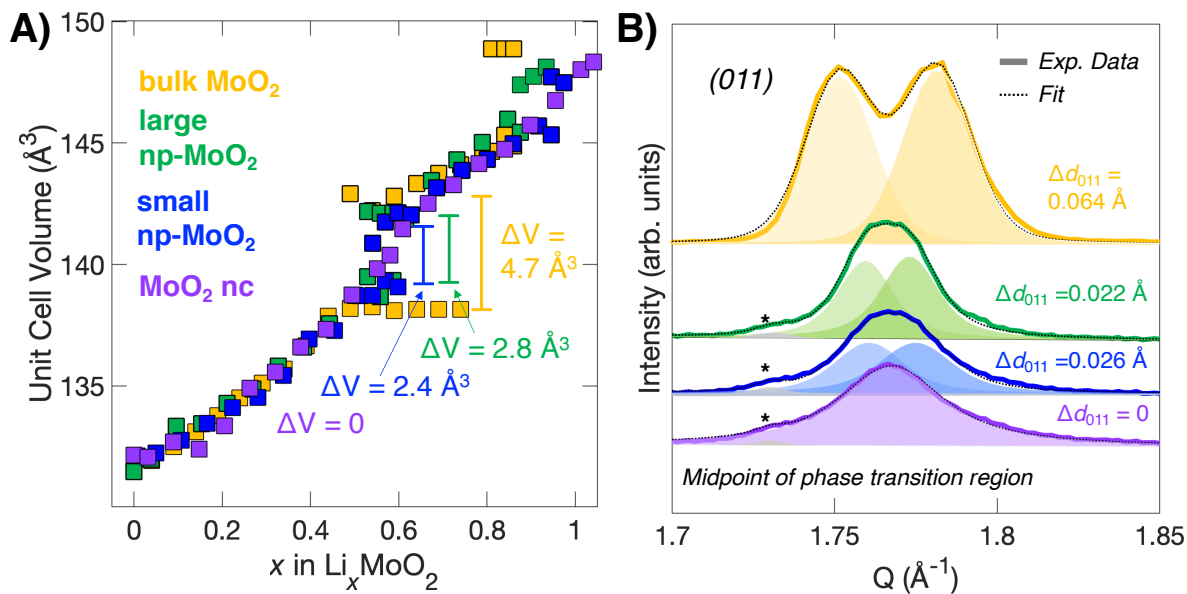 A)
Unit Cell Volume (Å³)
150
145
140
135
bulk MoO₂
large
np-MoO₂
small
np-MoO₂
MoO₂ nc
ΔV =
4.7 Å³
ΔV = 2.8 Å³
ΔV = 2.4 Å³
ΔV = 0
0
0.2
0.4
0.6
0.8
1
x in LiₓMoO₂
B)
Intensity (arb. units)
(011)
Exp. Data
Fit
Δd₀₁₁ =
0.064 Å
*
Δd₀₁₁ =0.022 Å
*
Δd₀₁₁ =0.026 Å
*
Δd₀₁₁ = 0
Midpoint of phase transition region
1.7
1.75
1.8
1.85
Q (Å⁻¹)